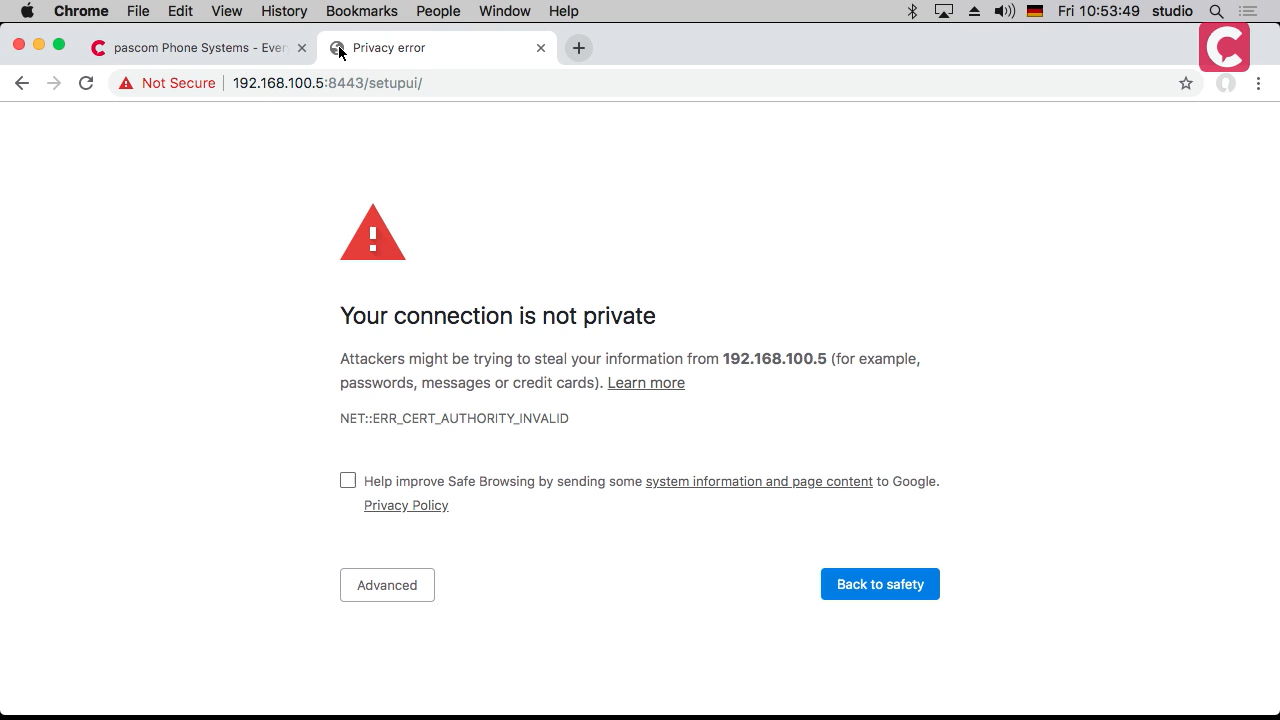 Chrome File Edit View History Bookmarks People Window Help Fri 10:53:49 studio
pascom Phone Systems - Ever
Privacy error
Not Secure 192.168.100.5:8443/setupui/
Your connection is not private
Attackers might be trying to steal your information from 192.168.100.5 (for example,
passwords, messages or credit cards). Learn more
NET::ERR_CERT_AUTHORITY_INVALID
Help improve Safe Browsing by sending some system information and page content to Google.
Privacy Policy
Advanced
Back to safety